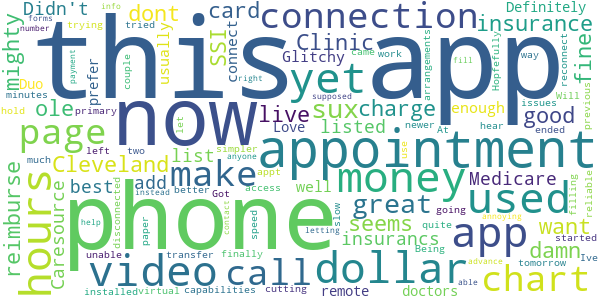 Didn't dont card connection insurance Definitely info
mighty usually SSI connect Clinic Glitchy finer forms trying tried
this app yet
Duo prefer couple came work arrangements Hopefully way reconnect
minutes ole now live sux charge enough Will issues previous
hold primary number payment let right supposed fill
page Love listed newer At hear ended good
left two simpler anyone appt
Cleveland list make appointment
hours best add better well Got access money Medicare use
reimburse Caresource much disconnected great used
phone seems app want filling reliable
help instead contact speed slow going insurancs Being quite annoying started
unable paper transfer finally letting damn
video call dollar chart
installed virtual capabilities cutting remote doctors advance able tomorrow Ive